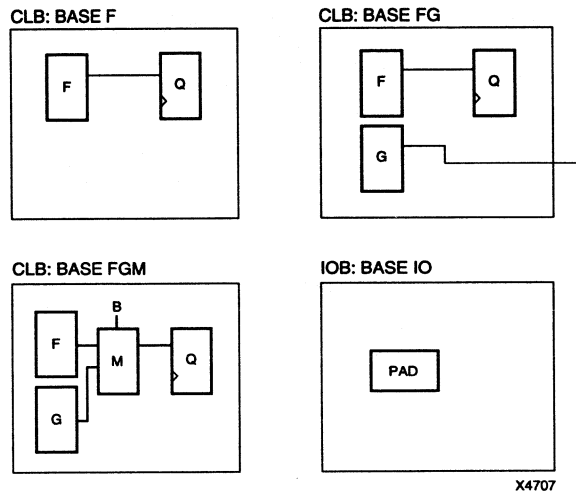 CLB: BASE F
F
Q
CLB: BASE FG
F
Q
G
CLB: BASE FGM
B
F
M
Q
G
IOB: BASE IO
PAD
X4707